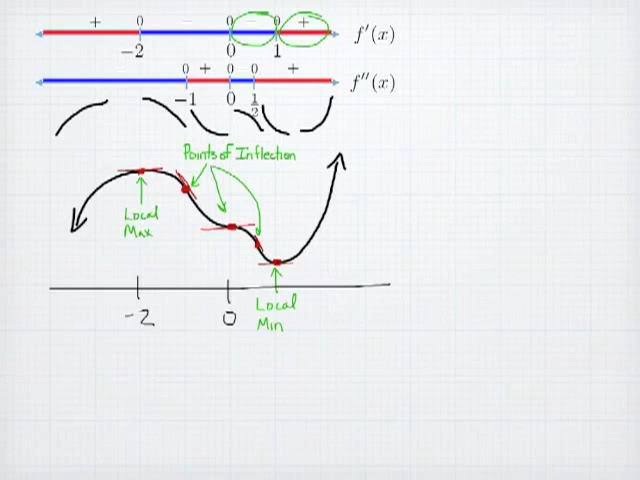 + 0 − 0 − 0 + f′(x)
−2 0 1
0 + 0 0 + f″(x)
−1 0 1/2
Points of Inflection
Local
Max
-2 0 Local
Min